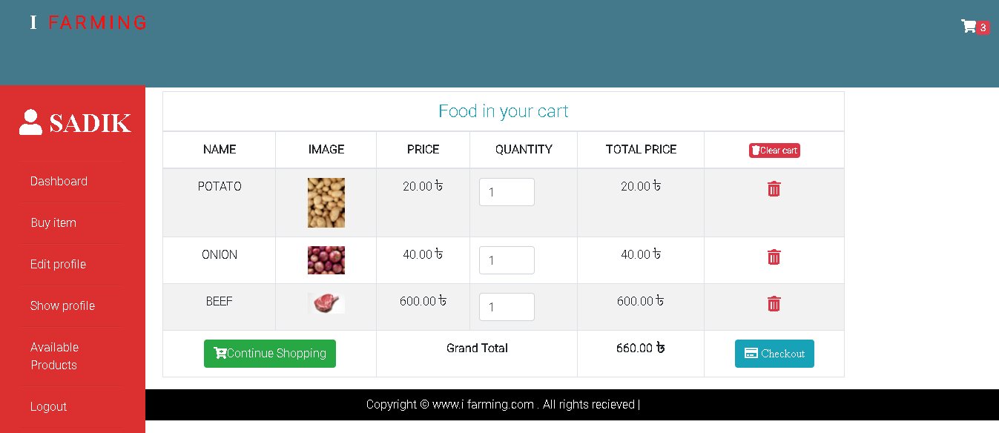 I FARMING
3
SADIK
Dashboard
Buy item
Edit profile
Show profile
Available
Products
Logout
Food in your cart
NAME IMAGE PRICE QUANTITY TOTAL PRICE Clear cart
POTATO 20.00 ৳ 1 20.00 ৳
ONION 40.00 ৳ 1 40.00 ৳
BEEF 600.00 ৳ 1 600.00 ৳
Continue Shopping Grand Total 660.00 ৳ Checkout
Copyright © www.i farming.com . All rights recieved |